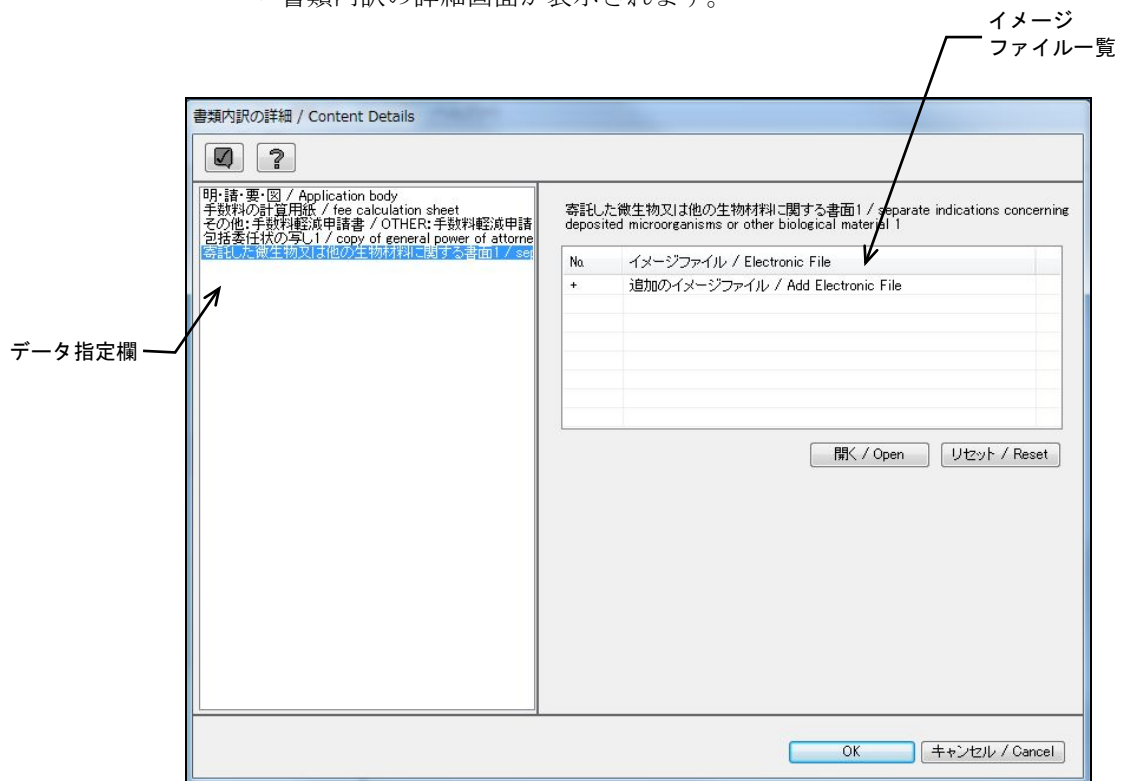 書類内訳の詳細画面が表示されます。
イメージ
ファイル一覧
書類内訳の詳細 / Content Details
?
明・請・要・図 / Application body
手数料の計算用紙 / fee calculation sheet
その他:手数料軽減申請書 / OTHER:手数料軽減申請
包括委任状の写し1 / copy of general power of attorne
寄託した微生物又は他の生物材料に関する書面1 / sep
寄託した微生物又は他の生物材料に関する書面1 / separate indications concerning
deposited microorganisms or other biological material 1
No. イメージファイル / Electronic File
+ 追加のイメージファイル / Add Electronic File
データ指定欄
開く / Open リセット / Reset
OK キャンセル / Cancel